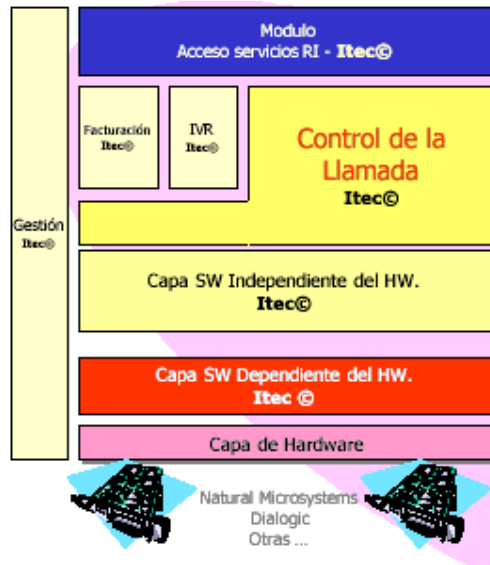 Modulo
Acceso servicios RI - Itec©
Facturación
Itec©
IVR
Itec©
Control de la
Llamada
Itec©
Gestión
Itec©
Capa SW Independiente del HW.
Itec©
Capa SW Dependiente del HW.
Itec ©
Capa de Hardware
Natural Microsystems
Dialogic
Otras ...